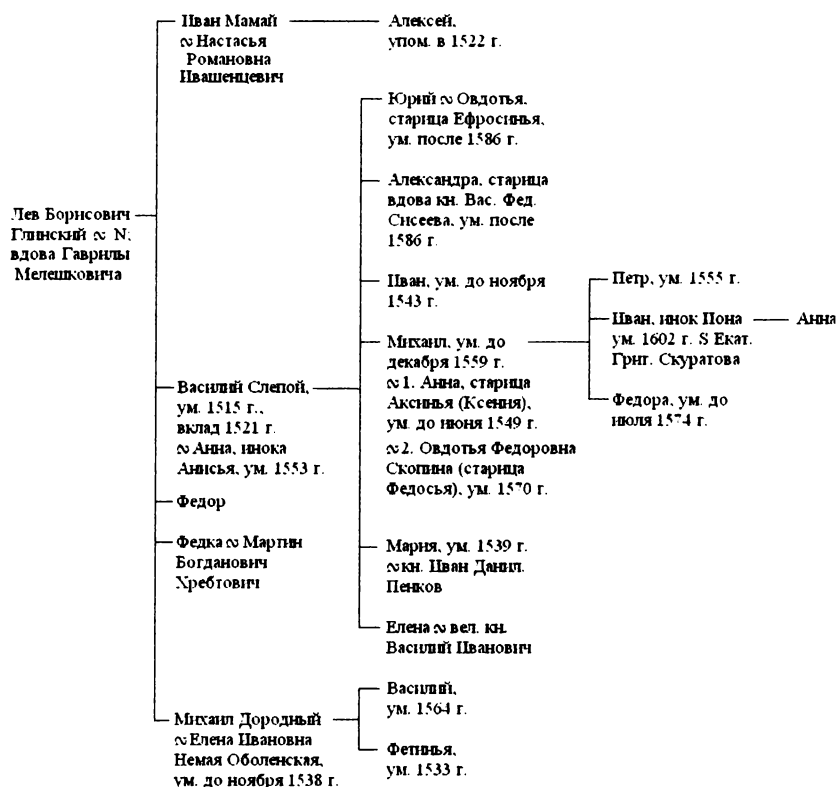 Лев Борисович
Глинский ∾ N;
вдова Гаврилы
Мелешковича
Иван Мамай
∾ Настасья
Романовна
Ивашенцевич
Алексей,
упом. в 1522 г.
Василий Слепой,
ум. 1515 г.,
вклад 1521 г.
∾ Анна, инока
Анисья, ум. 1553 г.
Юрий ∾ Овдотья,
старица Ефросинья,
ум. после 1586 г.
Александра, старица
вдова кн. Вас. Фед.
Сисеева, ум. после
1586 г.
Иван, ум. до ноября
1543 г.
Михаил, ум. до
декабря 1559 г.
∾ 1. Анна, старица
Аксинья (Ксения),
ум. до июня 1549 г.
∾ 2. Овдотья Федоровна
Скопина (старица
Федосья), ум. 1570 г.
Петр, ум. 1555 г.
Иван, инок Иона
ум. 1602 г. S Екат.
Григ. Скуратова
Анна
Федора, ум. до
июля 1574 г.
Мария, ум. 1539 г.
∾ кн. Иван Данил.
Пенков
Елена ∾ вел. кн.
Василий Иванович
Федор
Федка ∾ Мартин
Богданович
Хребтович
Михаил Дородный
∾ Елена Ивановна
Немая Оболенская,
ум. до ноября 1538 г.
Василий,
ум. 1564 г.
Фетинья,
ум. 1533 г.